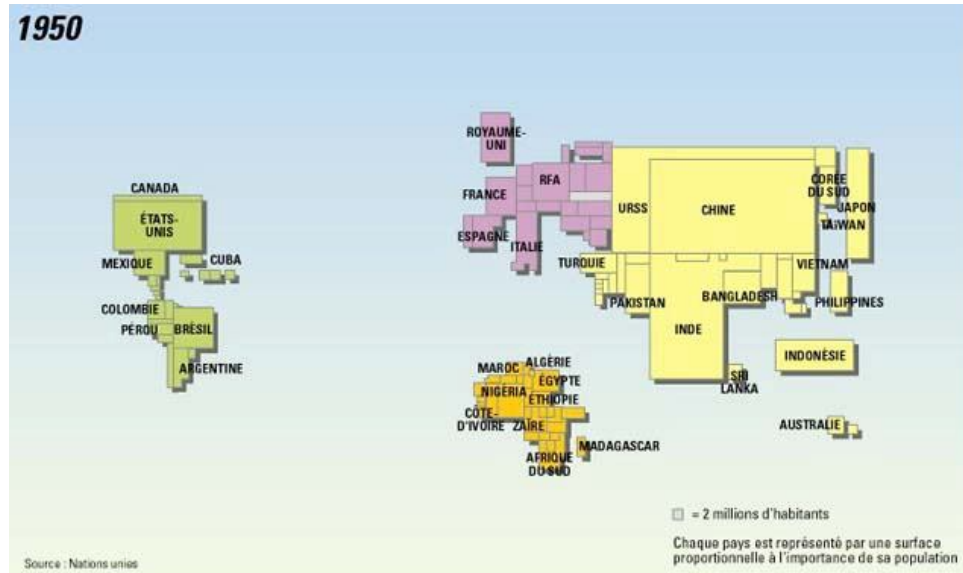 1950
ROYAUME-
UNI
CANADA
ÉTATS-
UNIS
MEXIQUE
CUBA
COLOMBIE
PÉROU
BRÉSIL
ARGENTINE
FRANCE
RFA
ESPAGNE
ITALIE
URSS
CHINE
CORÉE
DU SUD
JAPON
TAÏWAN
TURQUIE
PAKISTAN
BANGLADESH
VIETNAM
PHILIPPINES
INDE
INDONÉSIE
SRI
LANKA
AUSTRALIE
MAROC
ALGÉRIE
ÉGYPTE
NIGÉRIA
ÉTHIOPIE
CÔTE-
D'IVOIRE
ZAÏRE
MADAGASCAR
AFRIQUE
DU SUD
= 2 millions d'habitants
Chaque pays est représenté par une surface
proportionnelle à l'importance de sa population
Source : Nations unies